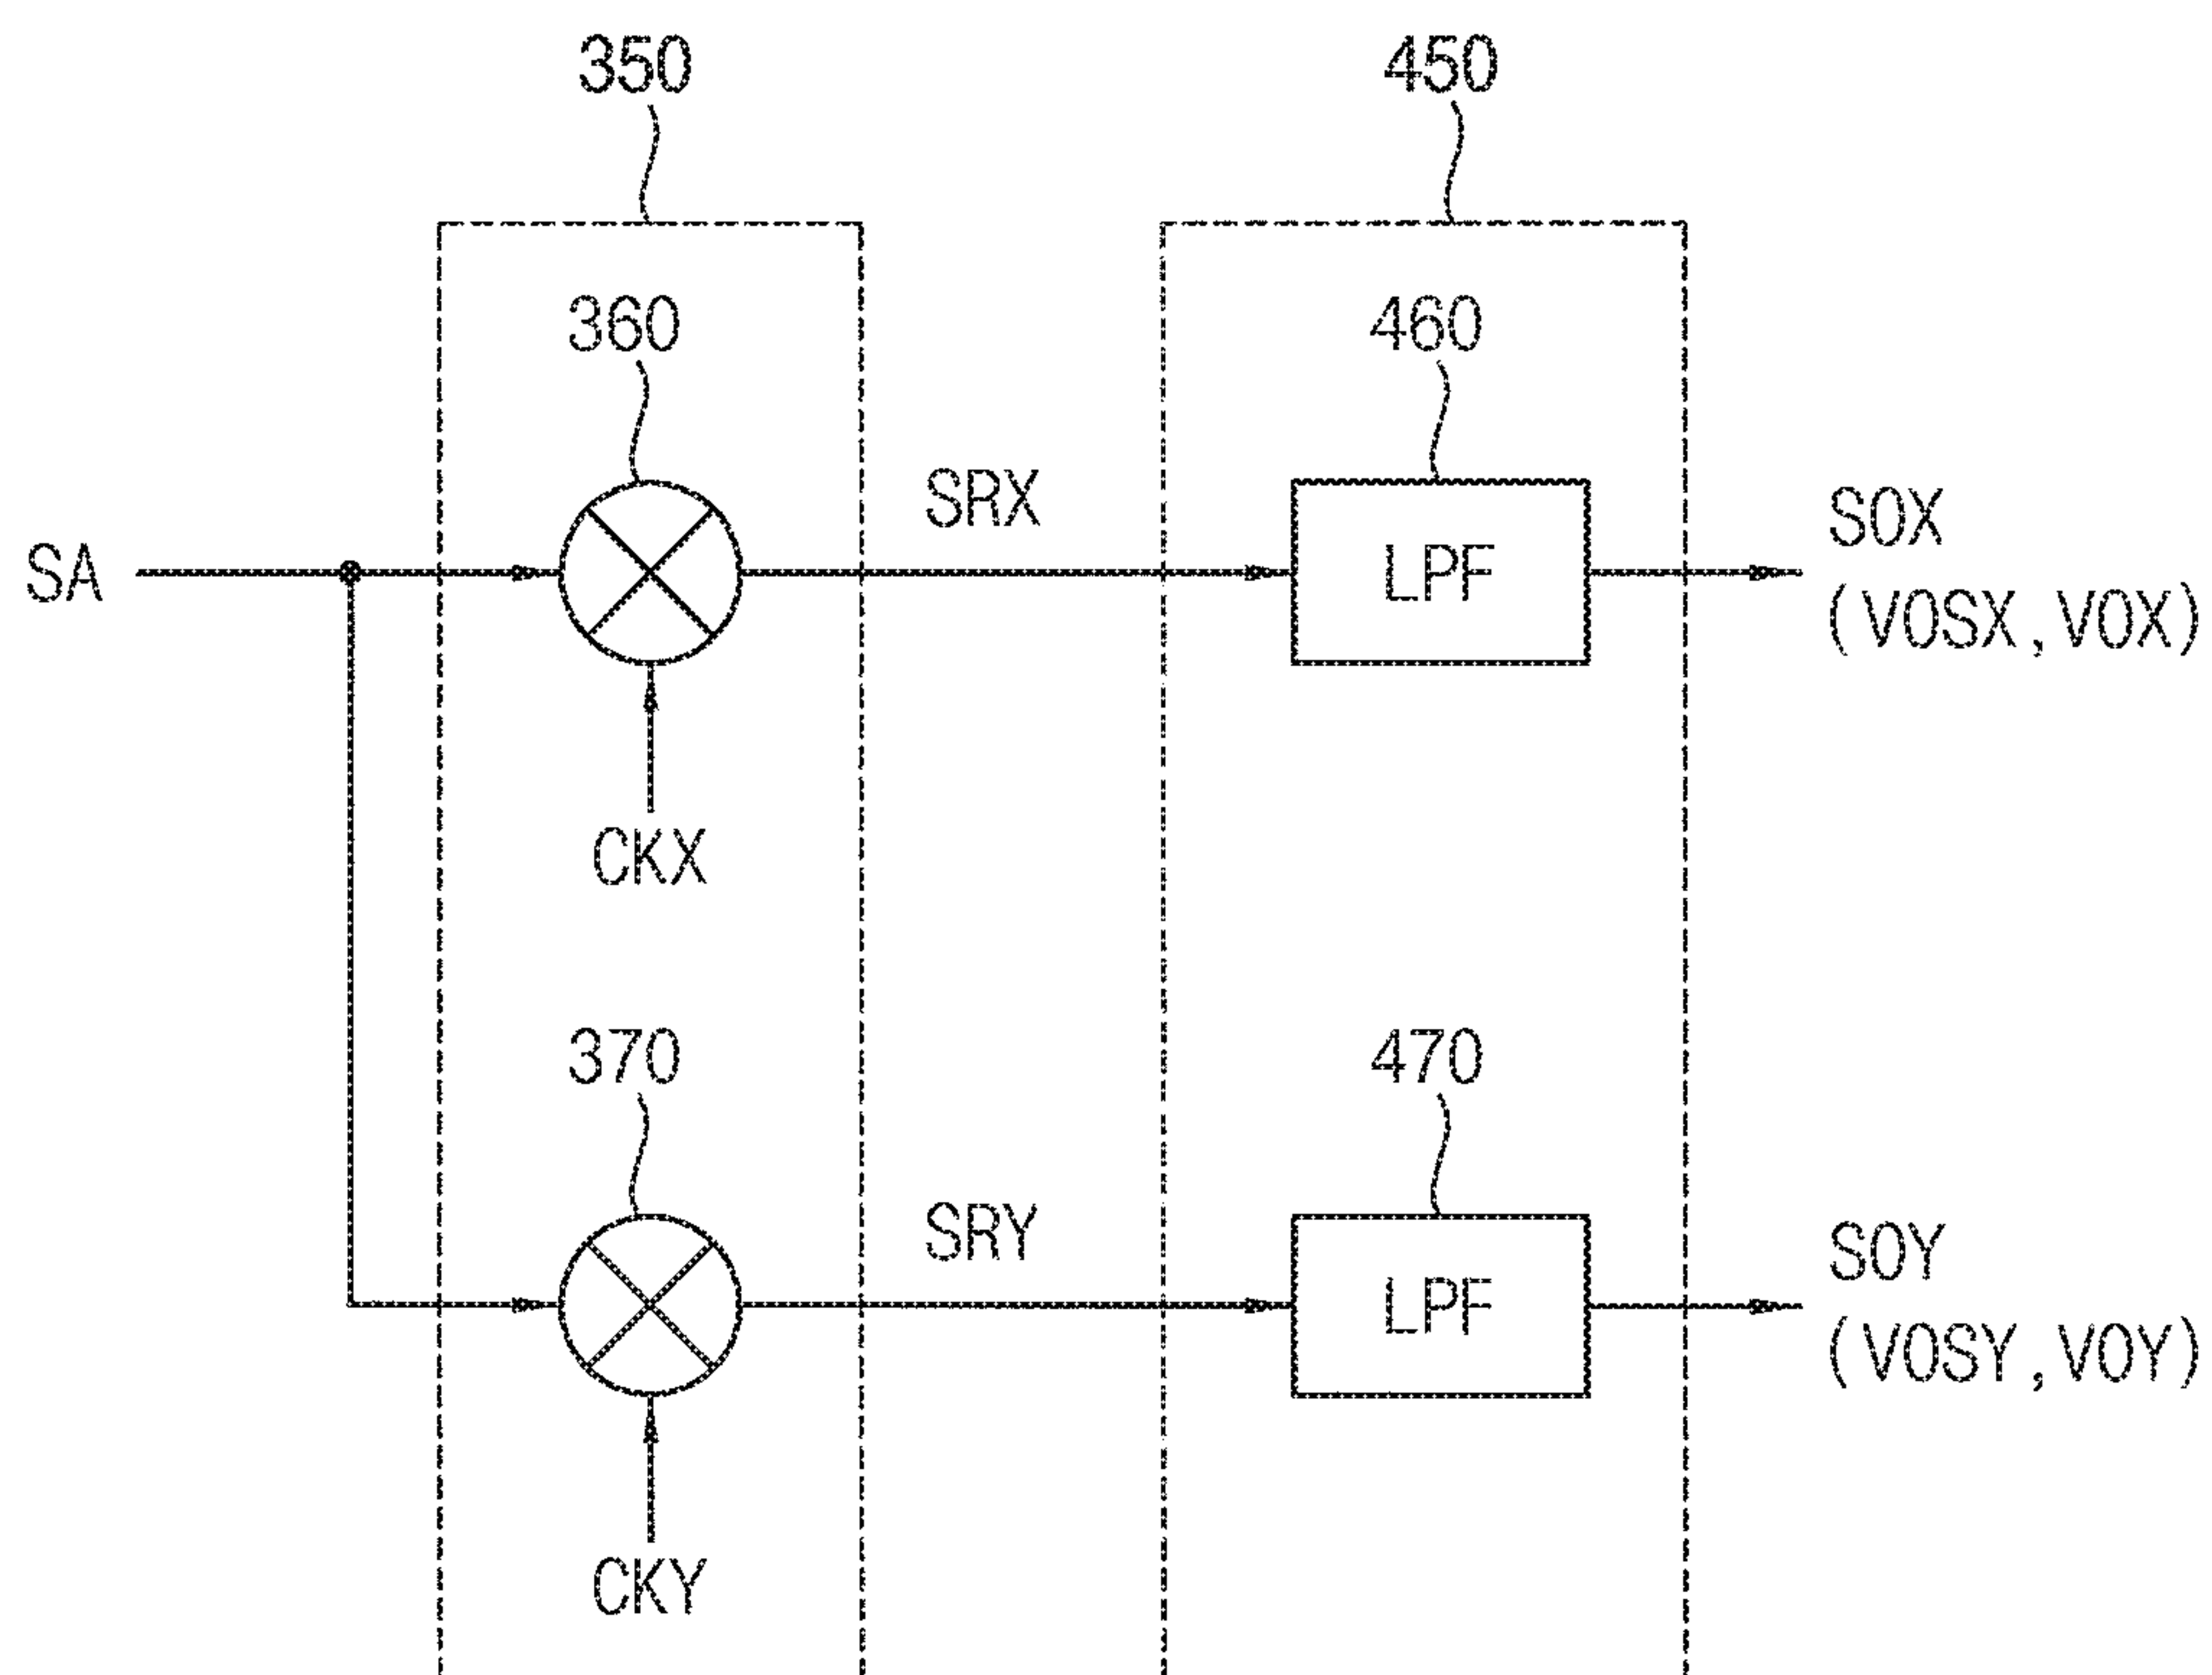 350
450
360
460
SRX
SA
LPF
SOX
(VOSX,VOX)
CKX
370
470
SRY
LPF
SOY
(VOSY,VOY)
CKY